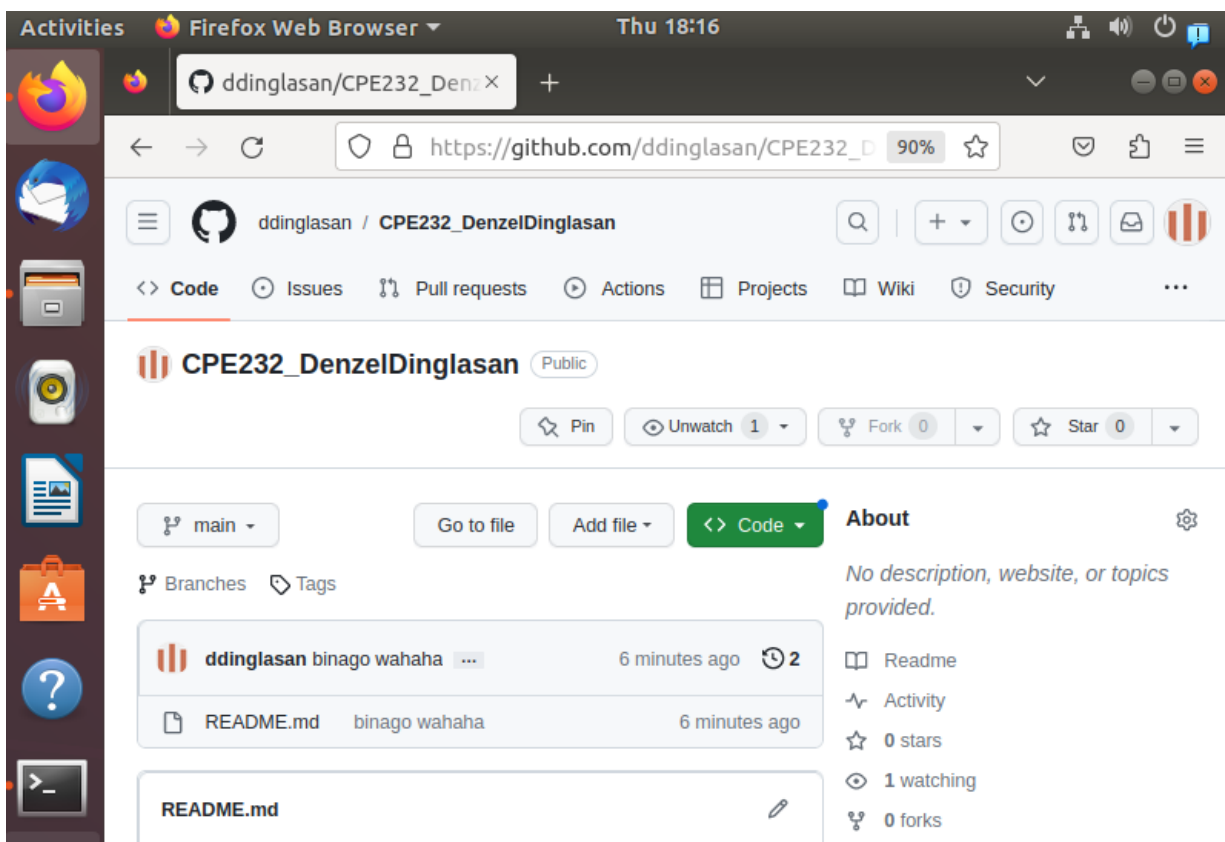 Activities Firefox Web Browser Thu 18:16
ddinglasan/CPE232_Denz
https://github.com/ddinglasan/CPE232_D 90%
ddinglasan / CPE232_DenzelDinglasan
Code Issues Pull requests Actions Projects Wiki Security ...
CPE232_DenzelDinglasan Public
Pin Unwatch 1 Fork 0 Star 0
main Go to file Add file Code
About
Branches Tags
No description, website, or topics
provided.
ddinglasan binago wahaha ... 6 minutes ago 2
README.md binago wahaha 6 minutes ago
Readme
Activity
0 stars
1 watching
0 forks
README.md